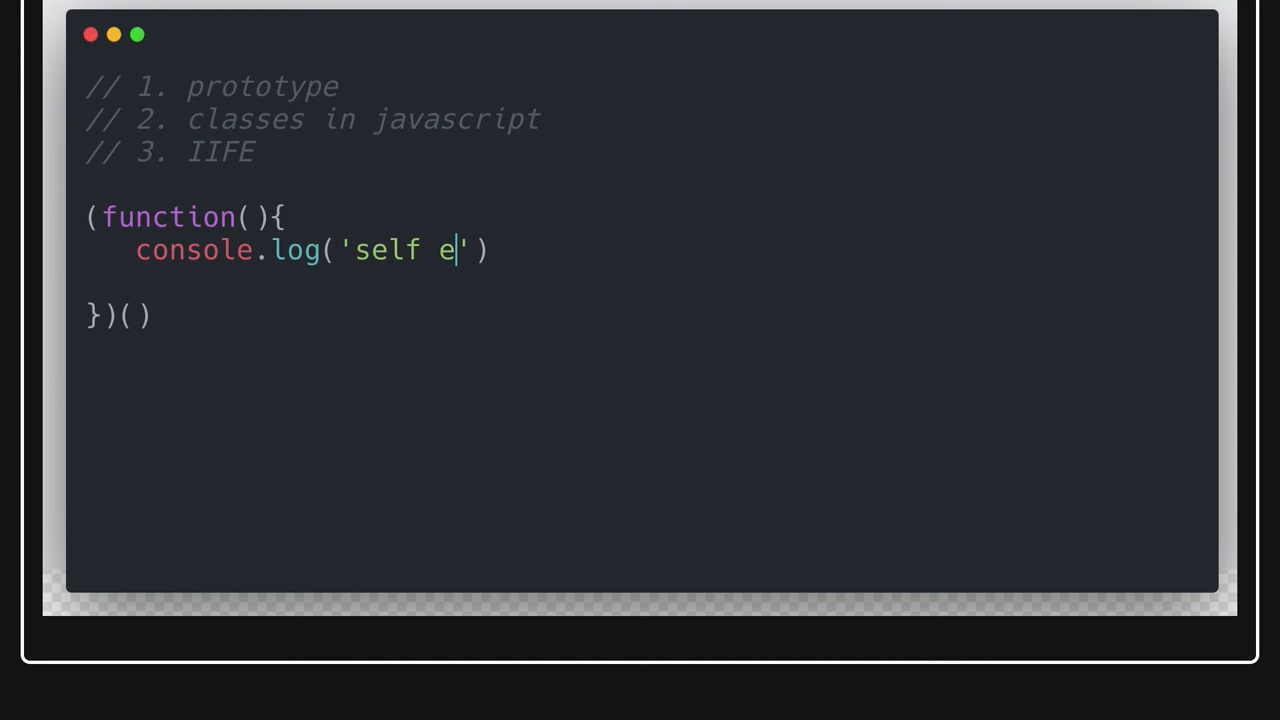 // 1. prototype
// 2. classes in javascript
// 3. IIFE
(function(){
console.log('self e')
})()